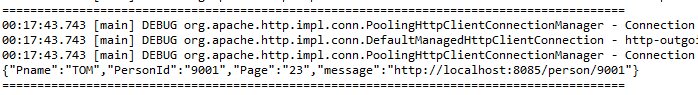 ==========================================================================
00:17:43.743 [main] DEBUG org.apache.http.impl.conn.PoolingHttpClientConnectionManager - Connection
00:17:43.743 [main] DEBUG org.apache.http.impl.conn.DefaultManagedHttpClientConnection - http-outgoi
00:17:43.743 [main] DEBUG org.apache.http.impl.conn.PoolingHttpClientConnectionManager - Connection
{"Pname":"TOM","PersonId":"9001","Page":"23","message":"http://localhost:8085/person/9001"}
==========================================================================